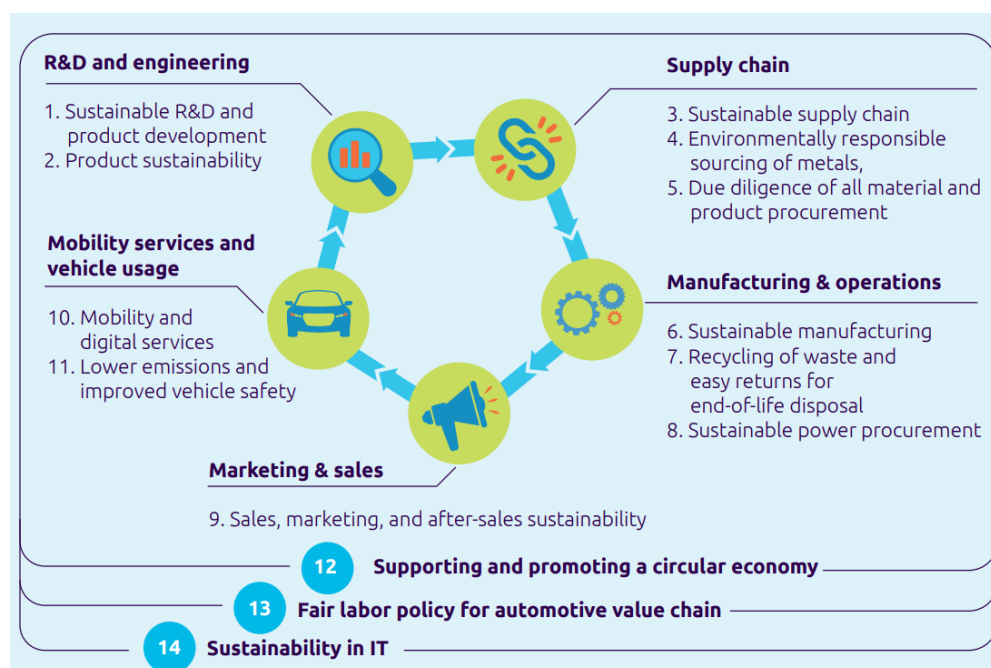 R&D and engineering
1. Sustainable R&D and
product development
2. Product sustainability
Supply chain
3. Sustainable supply chain
4. Environmentally responsible
sourcing of metals,
5. Due diligence of all material and
product procurement
Mobility services and
vehicle usage
10. Mobility and
digital services
11. Lower emissions and
improved vehicle safety
Manufacturing & operations
6. Sustainable manufacturing
7. Recycling of waste and
easy returns for
end-of-life disposal
8. Sustainable power procurement
Marketing & sales
9. Sales, marketing, and after-sales sustainability
12 Supporting and promoting a circular economy
13 Fair labor policy for automotive value chain
14 Sustainability in IT